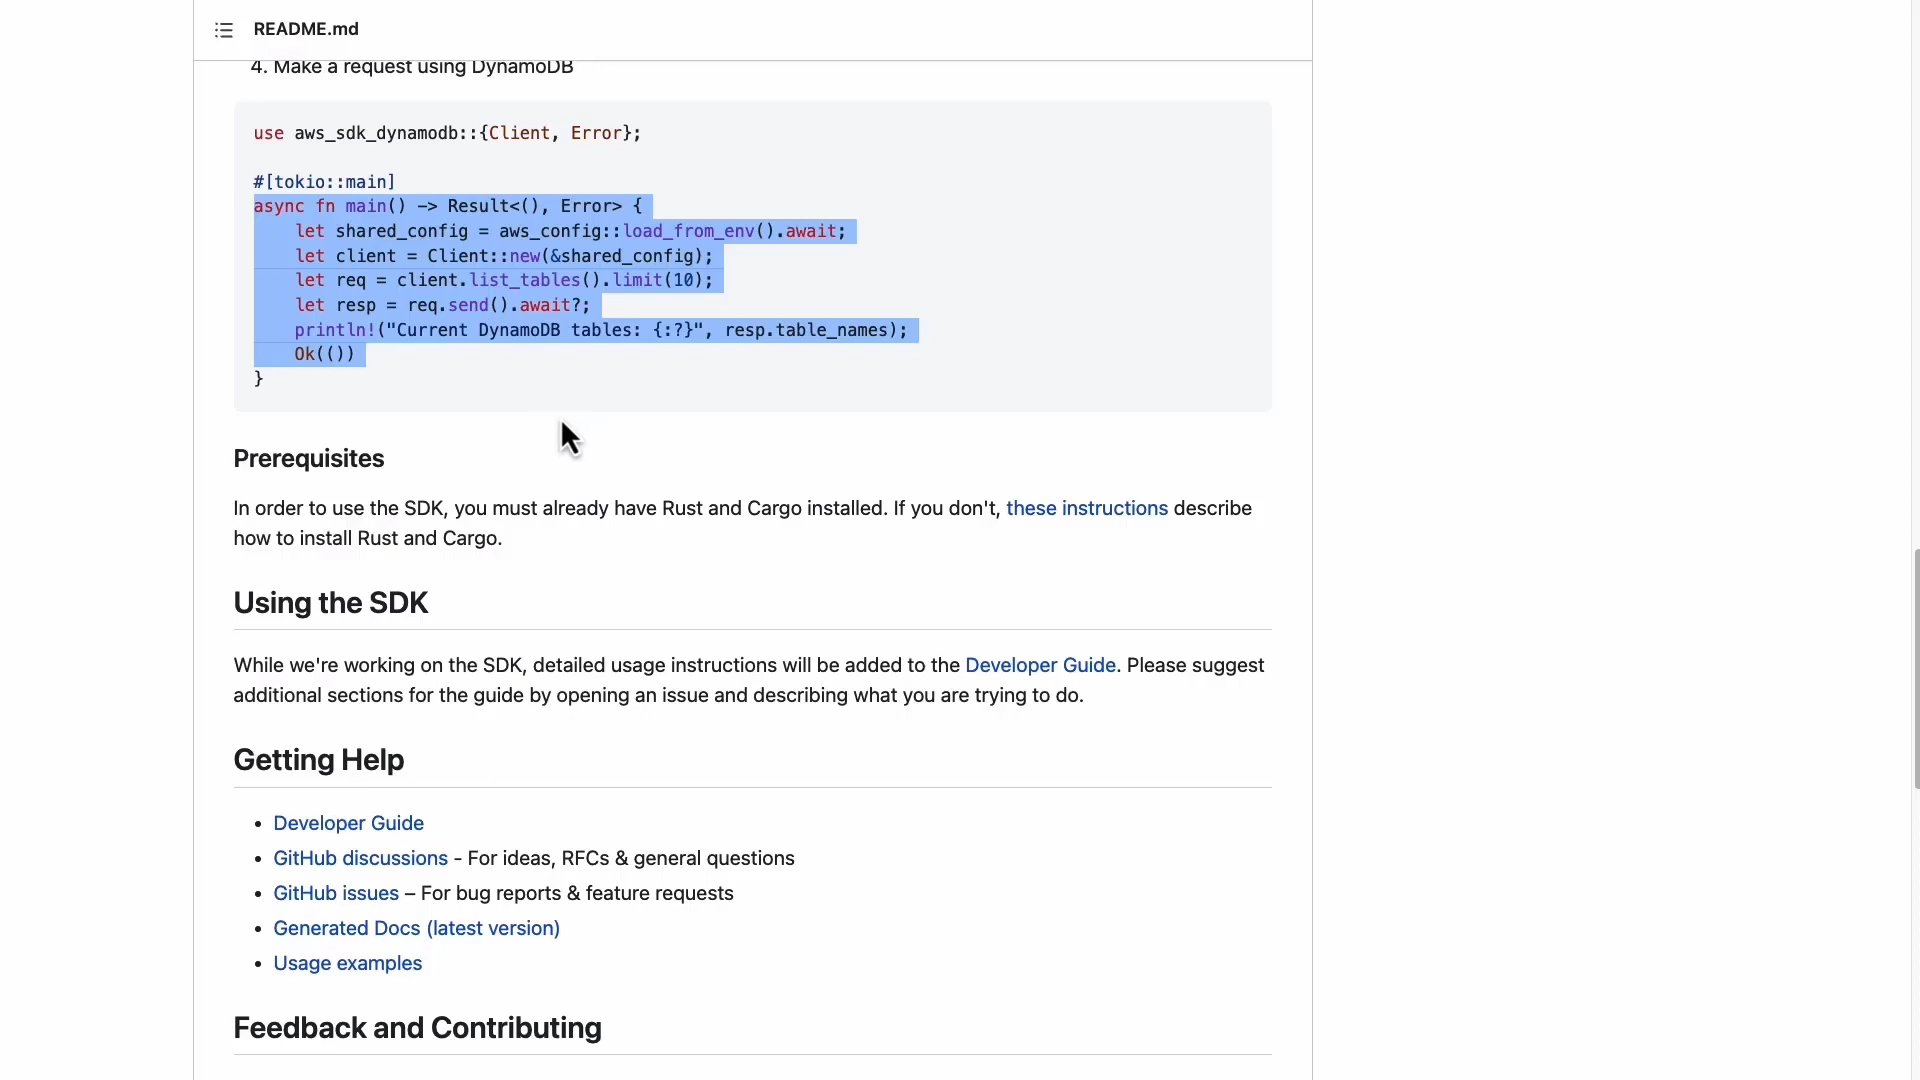 README.md
4. Make a request using DynamoDB
use aws_sdk_dynamodb::{Client, Error};
#[tokio::main]
async fn main() -> Result<(), Error> {
    let shared_config = aws_config::load_from_env().await;
    let client = Client::new(&shared_config);
    let req = client.list_tables().limit(10);
    let resp = req.send().await?;
    println!("Current DynamoDB tables: {:?}", resp.table_names);
    Ok(())
}
Prerequisites
In order to use the SDK, you must already have Rust and Cargo installed. If you don't, these instructions describe
how to install Rust and Cargo.
Using the SDK
While we're working on the SDK, detailed usage instructions will be added to the Developer Guide. Please suggest
additional sections for the guide by opening an issue and describing what you are trying to do.
Getting Help
• Developer Guide
• GitHub discussions - For ideas, RFCs & general questions
• GitHub issues – For bug reports & feature requests
• Generated Docs (latest version)
• Usage examples
Feedback and Contributing